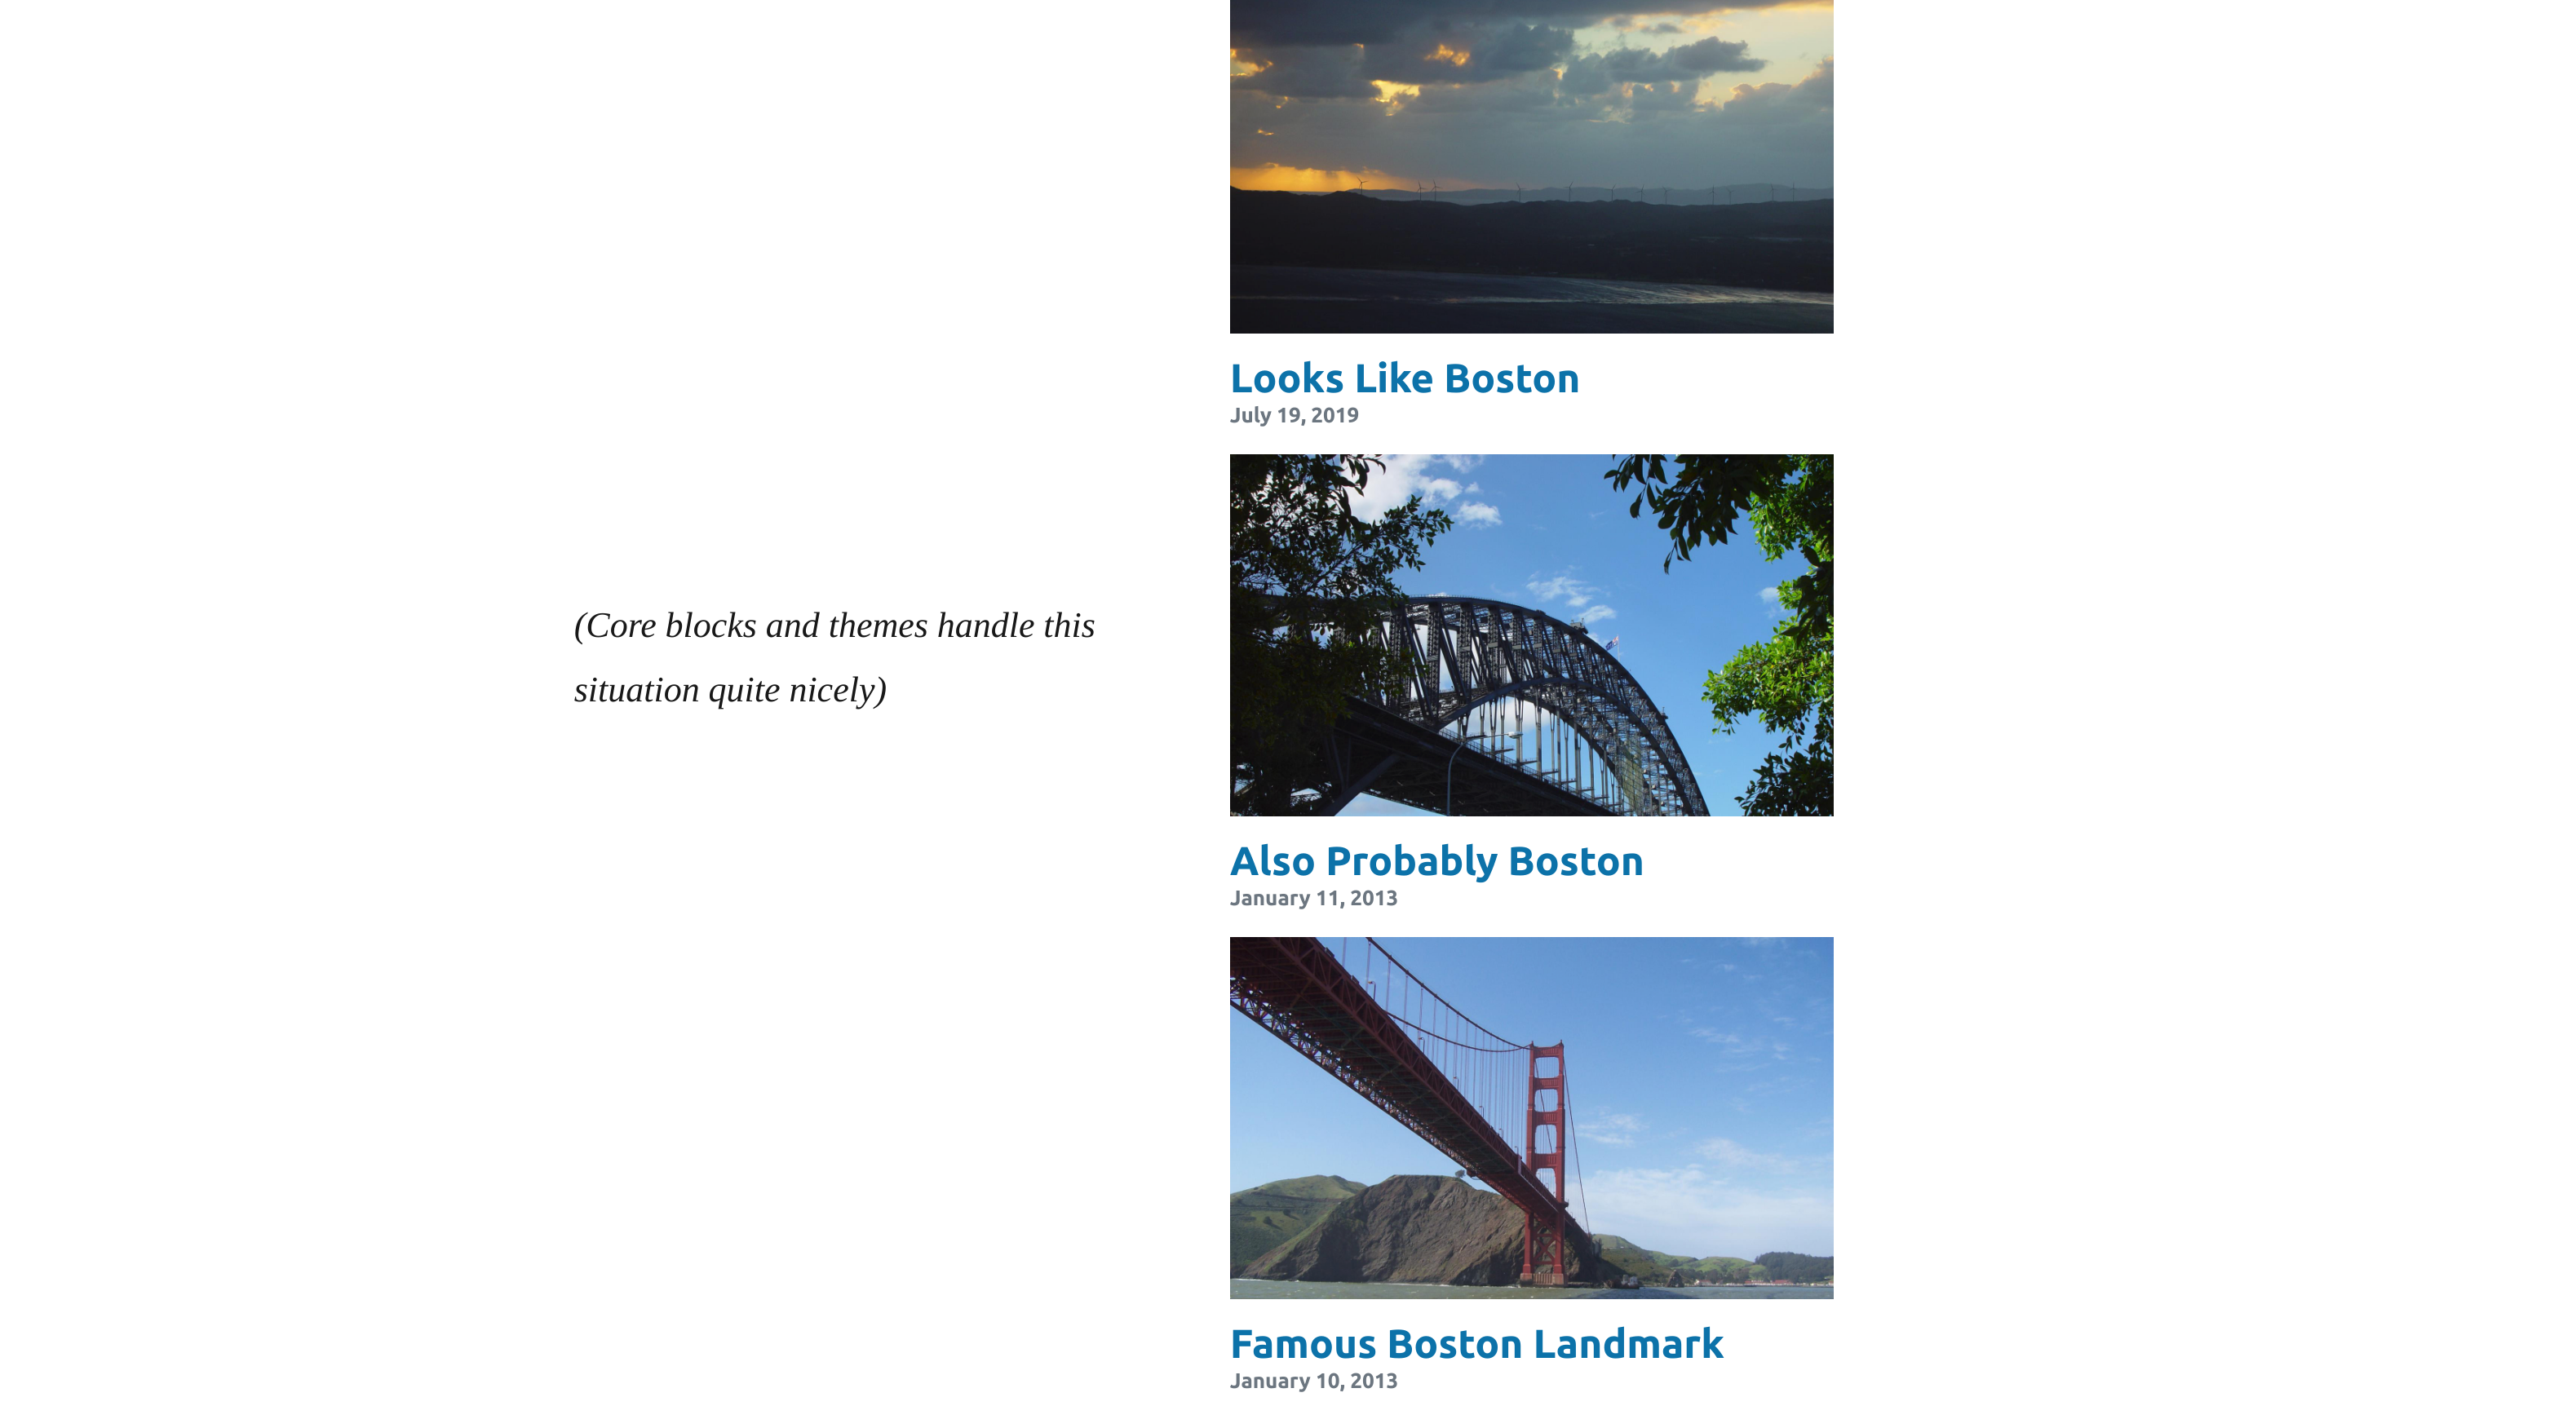 Looks Like Boston
July 19, 2019
(Core blocks and themes handle this
situation quite nicely)
Also Probably Boston
January 11, 2013
Famous Boston Landmark
January 10, 2013